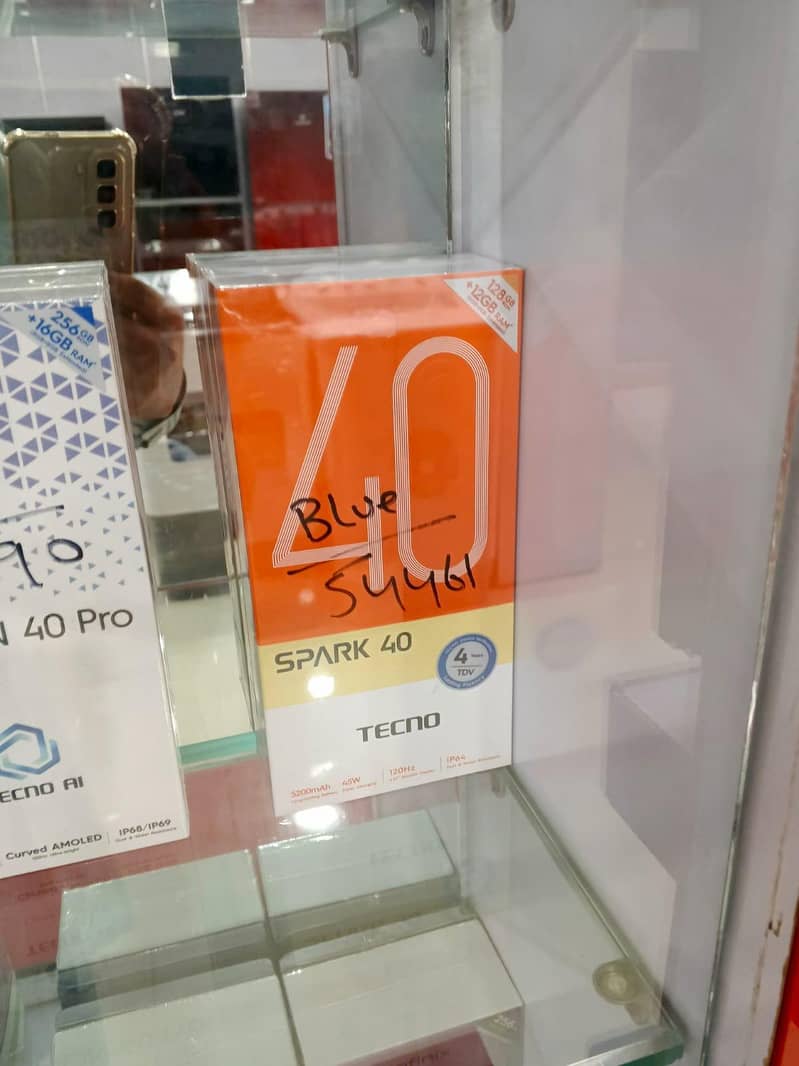 256GB
+16GB RAM*
90
40 Pro
TECNO AI
Curved AMOLED
IP68/IP69
128GB
+12GB RAM*
40
Blue
54461
SPARK 40
4 Years
TDV
TECNO
5200mAh
45W
120Hz
IP64